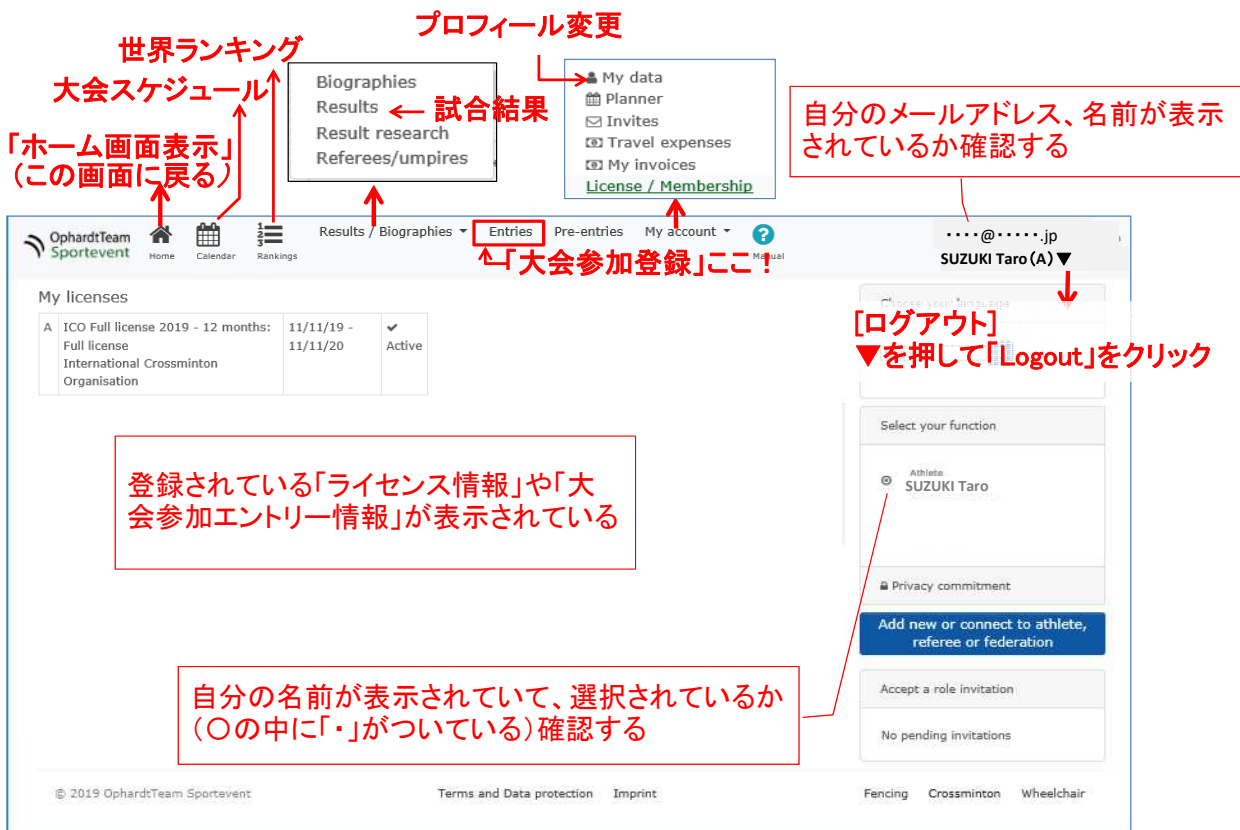 プロフィール変更
世界ランキング
大会スケジュール
「ホーム画面表示」
(この画面に戻る)
Biographies
Results ← 試合結果
Result research
Referees/umpires
My data
Planner
Invites
Travel expenses
My invoices
License / Membership
自分のメールアドレス、名前が表示
されているか確認する
OphardtTeam
Sportevent
Home
Calendar
Rankings
Results / Biographies
Entries
Pre-entries
My account
Manual
「大会参加登録」ここ！
････@･････.jp
SUZUKI Taro(A)▼
My licenses
A ICO Full license 2019 - 12 months: 11/11/19 - ✔
Full license 11/11/20 Active
International Crossminton
Organisation
Choose your language
[ログアウト]
▼を押して「Logout」をクリック
Select your function
Athlete
SUZUKI Taro
登録されている「ライセンス情報」や「大
会参加エントリー情報」が表示されている
Privacy commitment
Add new or connect to athlete,
referee or federation
自分の名前が表示されていて、選択されているか
(○の中に「・」がついている)確認する
Accept a role invitation
No pending invitations
© 2019 OphardtTeam Sportevent
Terms and Data protection Imprint
Fencing Crossminton Wheelchair